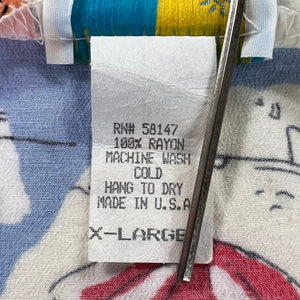 RN# 58147
100% RAYON
MACHINE WASH
COLD
HANG TO DRY
MADE IN U.S.A
X-LARGE